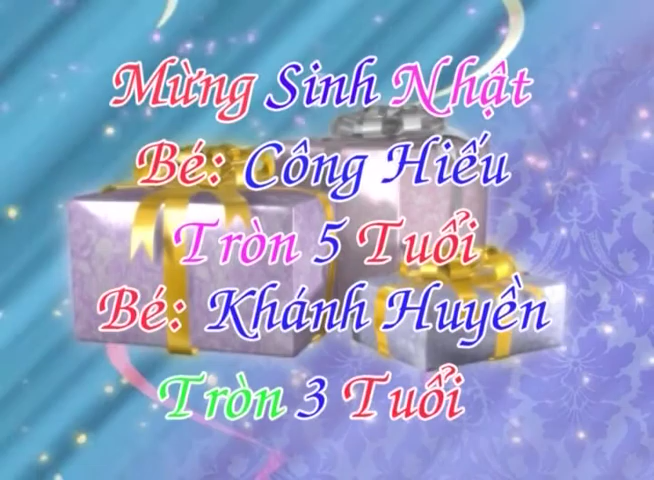 Mừng Sinh Nhật
Bé: Công Hiếu
Tròn 5 Tuổi
Bé: Khánh Huyền
Tròn 3 Tuổi